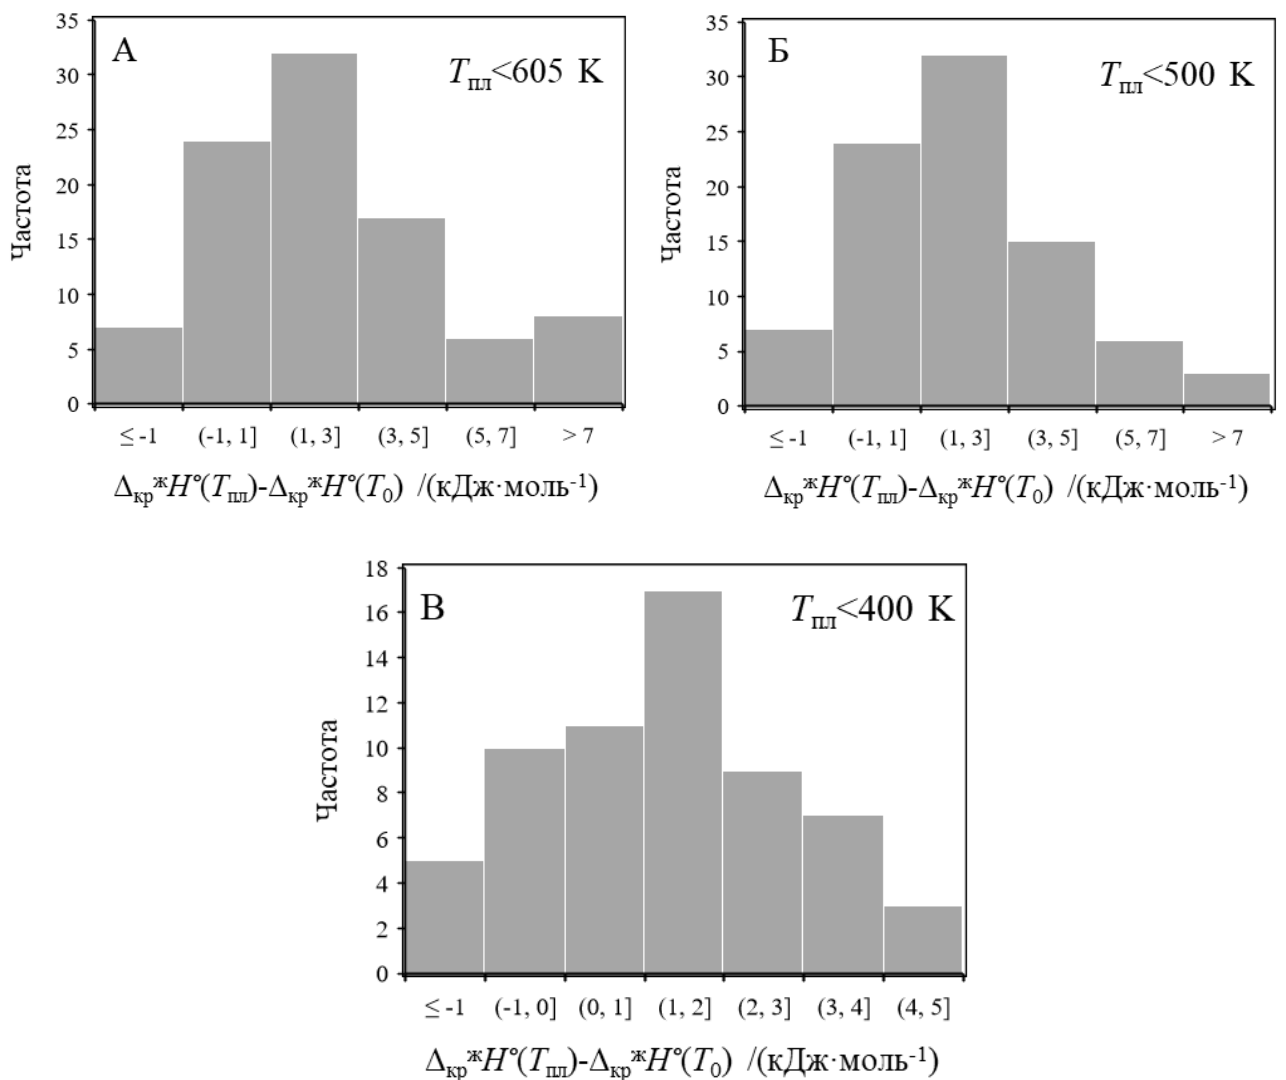 А
Tпл<605 K
Частота
35
30
25
20
15
10
5
0
≤ -1 (-1, 1] (1, 3] (3, 5] (5, 7] > 7
ΔкржH°(Tпл)-ΔкржH°(T0) /(кДж·моль-1)
Б
Tпл<500 K
Частота
35
30
25
20
15
10
5
0
≤ -1 (-1, 1] (1, 3] (3, 5] (5, 7] > 7
ΔкржH°(Tпл)-ΔкржH°(T0) /(кДж·моль-1)
В
Tпл<400 K
Частота
18
16
14
12
10
8
6
4
2
0
≤ -1 (-1, 0] (0, 1] (1, 2] (2, 3] (3, 4] (4, 5]
ΔкржH°(Tпл)-ΔкржH°(T0) /(кДж·моль-1)